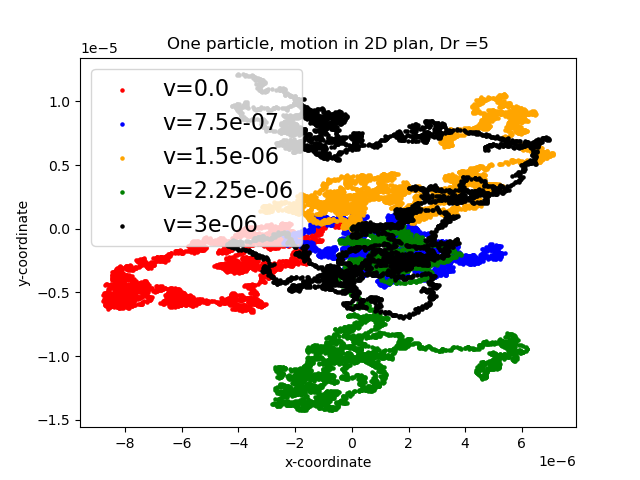 One particle, motion in 2D plan, Dr =5
1e−5
v=0.0
v=7.5e-07
v=1.5e-06
v=2.25e-06
v=3e-06
1.0
0.5
0.0
−0.5
−1.0
−1.5
y-coordinate
−8 −6 −4 −2 0 2 4 6
1e−6
x-coordinate